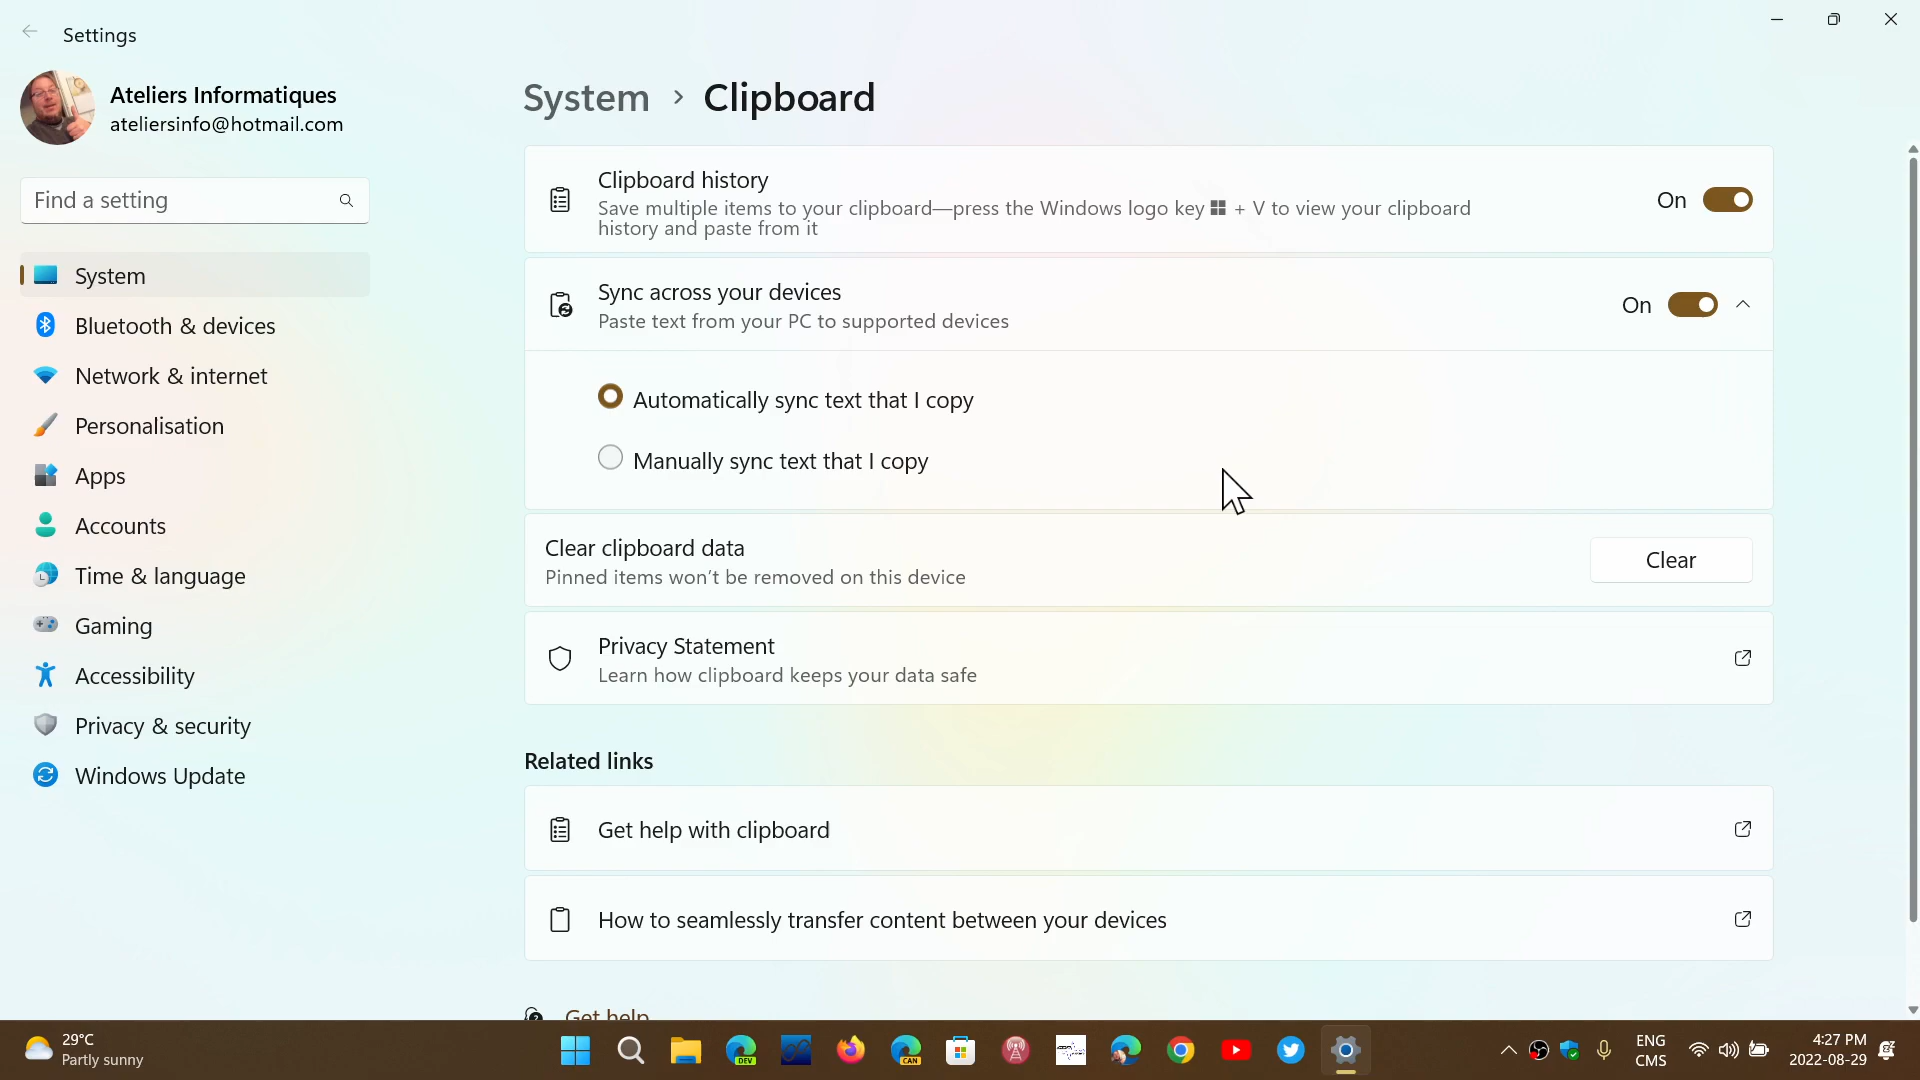 Settings
Ateliers Informatiques
ateliersinfo@hotmail.com
Find a setting
System
Bluetooth & devices
Network & internet
Personalisation
Apps
Accounts
Time & language
Gaming
Accessibility
Privacy & security
Windows Update
System > Clipboard
Clipboard history
Save multiple items to your clipboard—press the Windows logo key + V to view your clipboard
history and paste from it
On
Sync across your devices
Paste text from your PC to supported devices
On
Automatically sync text that I copy
Manually sync text that I copy
Clear clipboard data
Pinned items won't be removed on this device
Clear
Privacy Statement
Learn how clipboard keeps your data safe
Related links
Get help with clipboard
How to seamlessly transfer content between your devices
Get help
29°C
Partly sunny
DEV
CAN
ENG
CMS
4:27 PM
2022-08-29